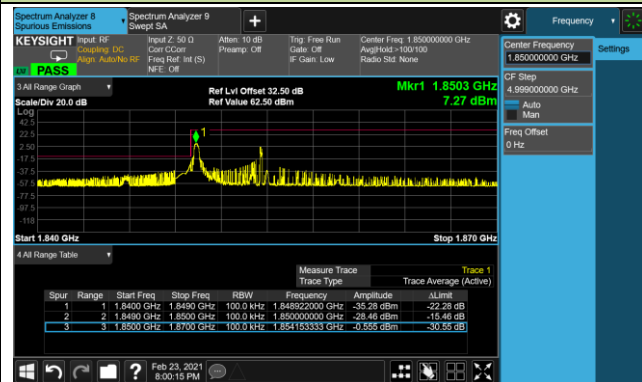 Spectrum Analyzer 8
Spurious Emissions
Spectrum Analyzer 9
Swept SA
Frequency
KEYSIGHT Input: RF Input Z: 50 Ω Atten: 10 dB Trig: Free Run Center Freq: 1.850000000 GHz
Coupling: DC Corr CCorr Preamp: Off Gate: Off Avg|Hold:>100/100
Align: Auto/No RF Freq Ref: Int (S) IF Gain: Low Radio Std: None
NFE: Off
LXI PASS
Center Frequency
1.850000000 GHz
Settings
CF Step
4.999000000 GHz
Auto
Man
Freq Offset
0 Hz
3 All Range Graph Ref Lvl Offset 32.50 dB Mkr1 1.8503 GHz
Scale/Div 20.0 dB Ref Value 62.50 dBm 7.27 dBm
Log
42.5
22.5
2.50
-17.5
-37.5
-57.5
-77.5
-97.5
-118
1
Start 1.840 GHz Stop 1.870 GHz
4 All Range Table
Measure Trace Trace 1
Trace Type Trace Average (Active)
Spur Range Start Freq Stop Freq RBW Frequency Amplitude ΔLimit
1 1 1.8400 GHz 1.8490 GHz 100.0 kHz 1.848922000 GHz -35.28 dBm -22.28 dB
2 2 1.8490 GHz 1.8500 GHz 100.0 kHz 1.850000000 GHz -28.46 dBm -15.46 dB
3 3 1.8500 GHz 1.8700 GHz 100.0 kHz 1.854153333 GHz -0.555 dBm -30.55 dB
Feb 23, 2021
8:00:15 PM